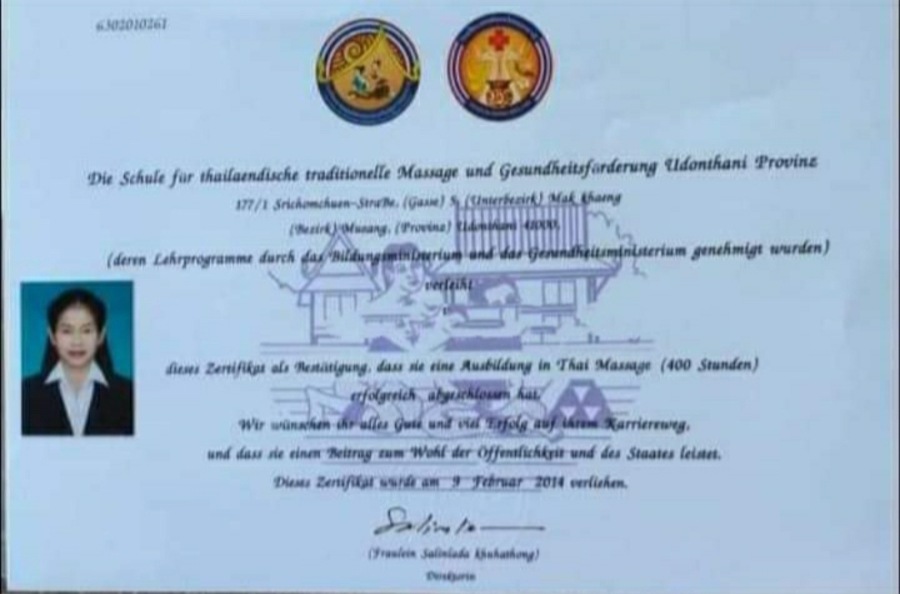 6302010261
Die Schule für thailaendische traditionelle Massage und Gesundheitsförderung Udonthani Provinz
177/1 Srichomchuen-Straße, (Gasse) 5, (Unterbezirk) Mak Khaeng
(Bezirk) Mueang, (Provinz) Udonthani 41000,
(deren Lehrprogramme durch das Bildungsministerium und das Gesundheitsministerium genehmigt wurden)
verleiht
dieses Zertifikat als Bestätigung, dass sie eine Ausbildung in Thai Massage (400 Stunden)
erfolgreich abgeschlossen hat.
Wir wünschen ihr alles Gute und viel Erfolg auf ihrem Karriereweg,
und dass sie einen Beitrag zum Wohl der Öffentlichkeit und des Staates leistet.
Dieses Zertifikat wurde am 9 Februar 2014 verliehen.
(Fraulein Salinlada Khuhathong)
Direktorin